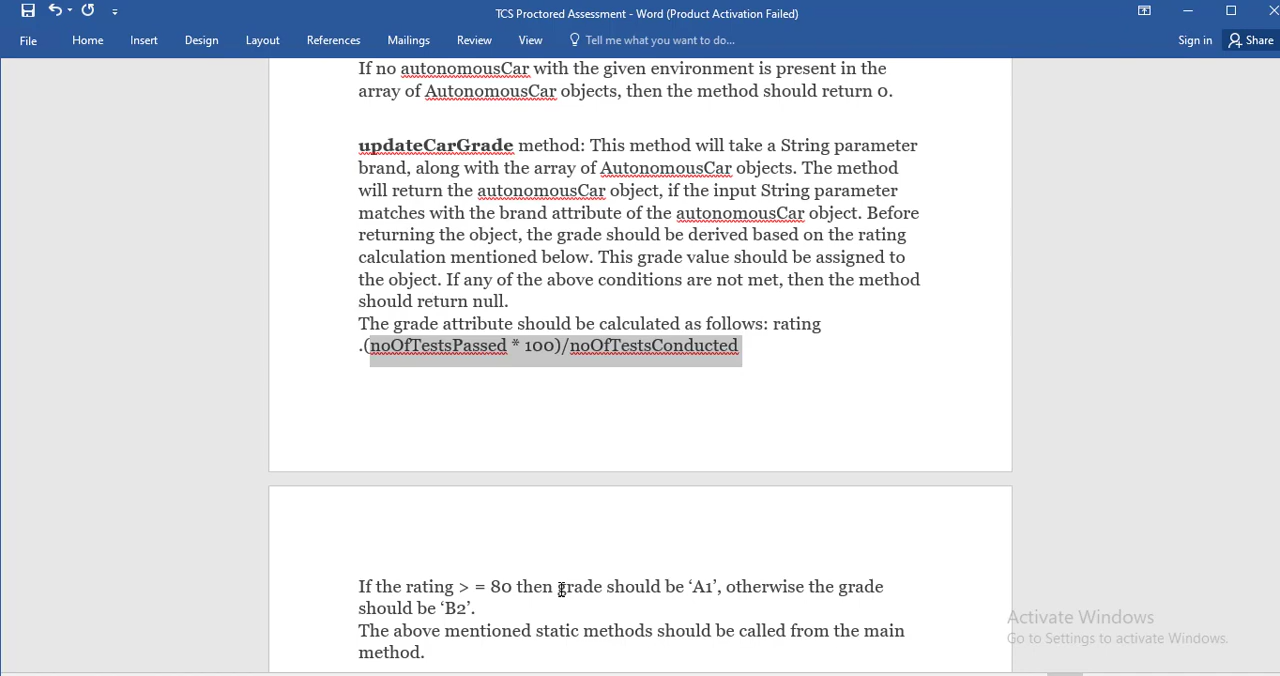 TCS Proctored Assessment - Word (Product Activation Failed)
File Home Insert Design Layout References Mailings Review View Tell me what you want to do... Sign in Share
If no autonomousCar with the given environment is present in the
array of AutonomousCar objects, then the method should return 0.
updateCarGrade method: This method will take a String parameter
brand, along with the array of AutonomousCar objects. The method
will return the autonomousCar object, if the input String parameter
matches with the brand attribute of the autonomousCar object. Before
returning the object, the grade should be derived based on the rating
calculation mentioned below. This grade value should be assigned to
the object. If any of the above conditions are not met, then the method
should return null.
The grade attribute should be calculated as follows: rating
.(noOfTestsPassed * 100)/noOfTestsConducted
If the rating > = 80 then grade should be ‘A1’, otherwise the grade
should be ‘B2’.
The above mentioned static methods should be called from the main
method.
Activate Windows
Go to Settings to activate Windows.